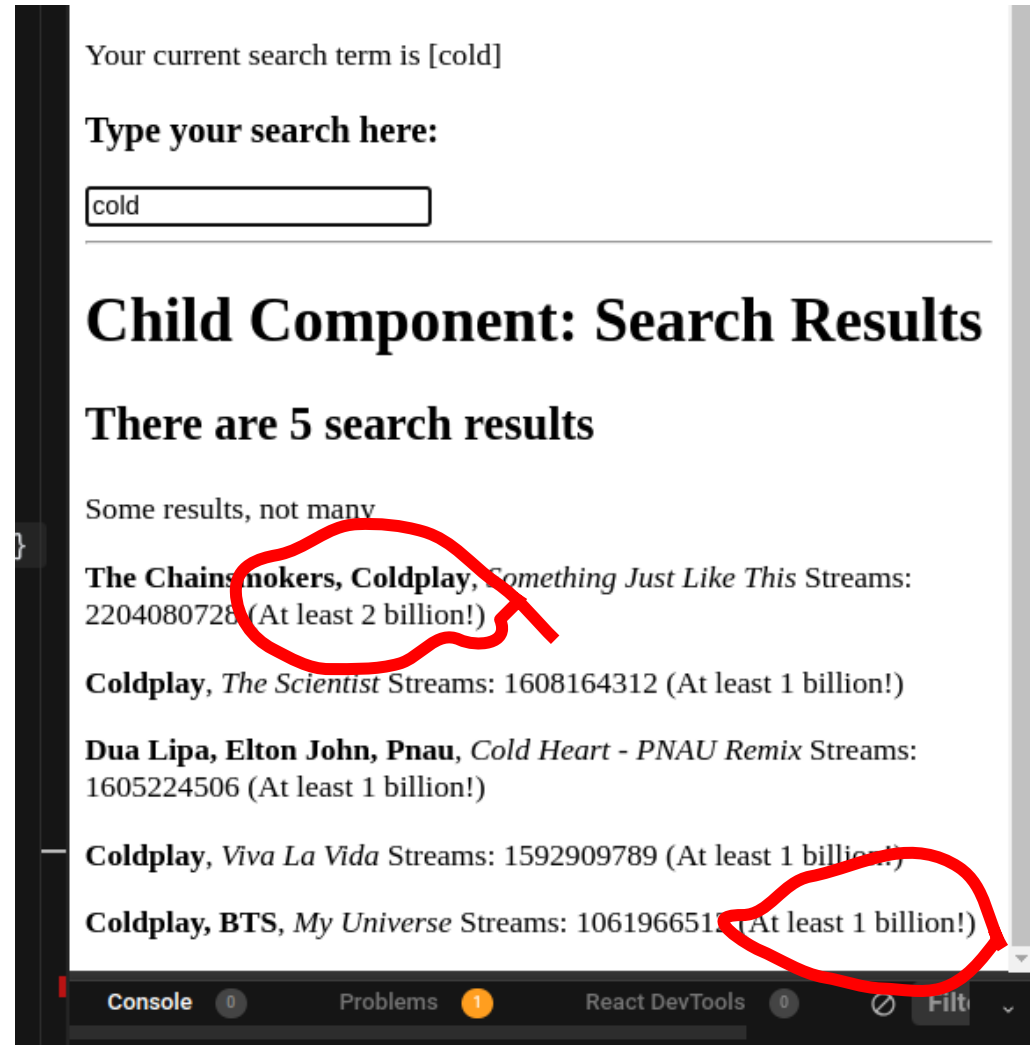 Your current search term is [cold]
Type your search here:
cold
Child Component: Search Results
There are 5 search results
Some results, not many
}
The Chainsmokers, Coldplay, Something Just Like This Streams:
2204080728 (At least 2 billion!)
Coldplay, The Scientist Streams: 1608164312 (At least 1 billion!)
Dua Lipa, Elton John, Pnau, Cold Heart - PNAU Remix Streams:
1605224506 (At least 1 billion!)
Coldplay, Viva La Vida Streams: 1592909789 (At least 1 billion!)
Coldplay, BTS, My Universe Streams: 1061966512 (At least 1 billion!)
Console 0 Problems 1 React DevTools 0 Filt